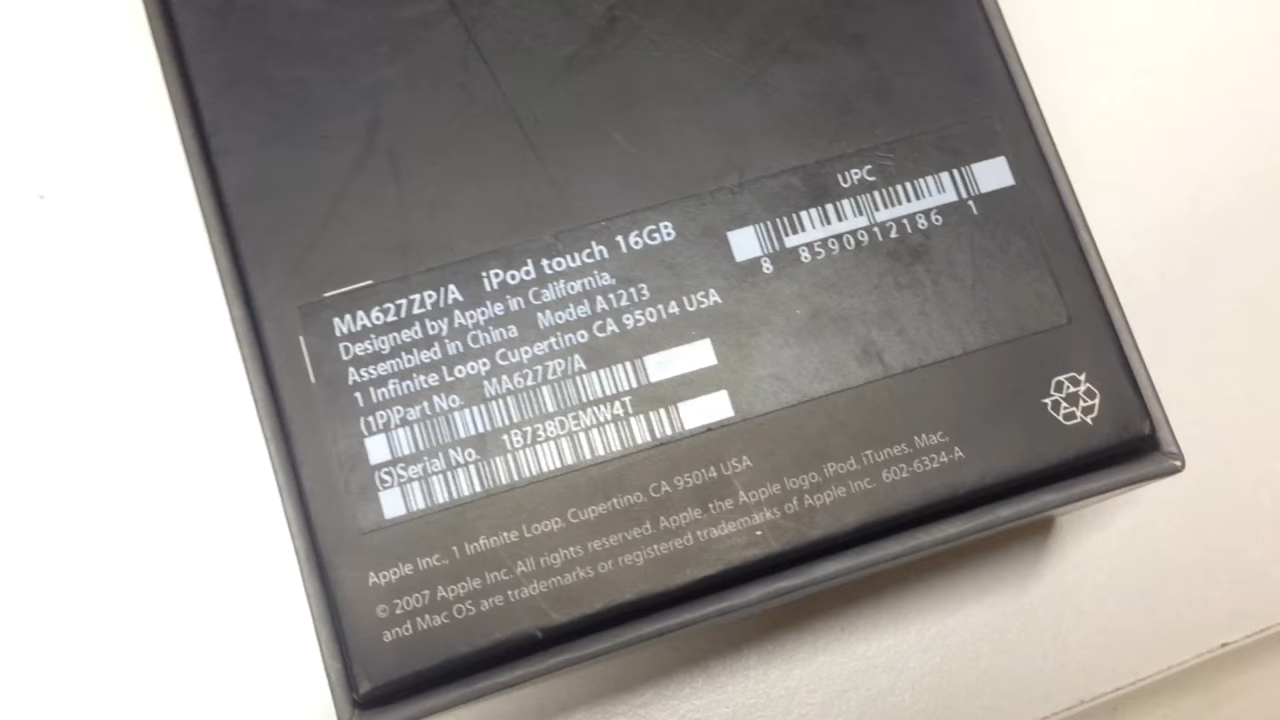 MA627ZP/A iPod touch 16GB
Designed by Apple in California,
Assembled in China Model A1213
1 Infinite Loop Cupertino CA 95014 USA
(1P)Part No. MA627ZP/A
(S)Serial No. 1B738DEMW4T
UPC
8 8590912186 1
Apple Inc., 1 Infinite Loop, Cupertino, CA 95014 USA
© 2007 Apple Inc. All rights reserved. Apple, the Apple logo, iPod, iTunes, Mac,
and Mac OS are trademarks or registered trademarks of Apple Inc. 602-6324-A